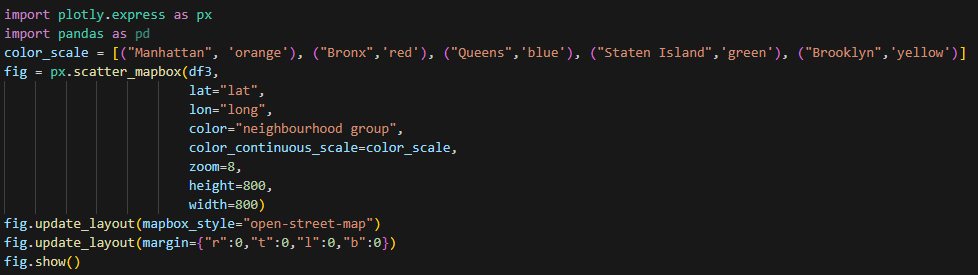 import plotly.express as px
import pandas as pd
color_scale = [("Manhattan", 'orange'), ("Bronx",'red'), ("Queens",'blue'), ("Staten Island",'green'), ("Brooklyn",'yellow')]
fig = px.scatter_mapbox(df3,
                        lat="lat",
                        lon="long",
                        color="neighbourhood group",
                        color_continuous_scale=color_scale,
                        zoom=8,
                        height=800,
                        width=800)
fig.update_layout(mapbox_style="open-street-map")
fig.update_layout(margin={"r":0,"t":0,"l":0,"b":0})
fig.show()